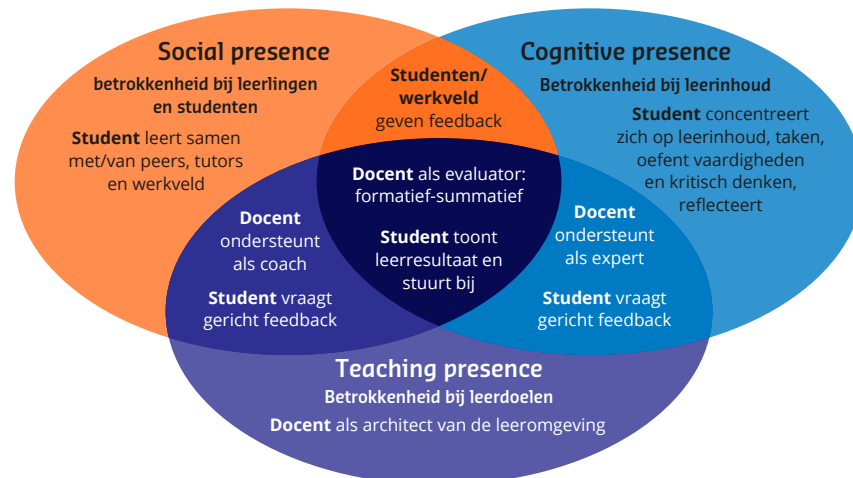 Social presence
betrokkenheid bij leerlingen
en studenten
Student leert samen
met/van peers, tutors
en werkveld
Studenten/
werkveld
geven feedback
Cognitive presence
Betrokkenheid bij leerinhoud
Student concentreert
zich op leerinhoud, taken,
oefent vaardigheden
en kritisch denken,
reflecteert
Docent als evaluator:
formatief-summatief
Student toont
leerresultaat en
stuurt bij
Docent
ondersteunt
als coach
Student vraagt
gericht feedback
Docent
ondersteunt
als expert
Student vraagt
gericht feedback
Teaching presence
Betrokkenheid bij leerdoelen
Docent als architect van de leeromgeving